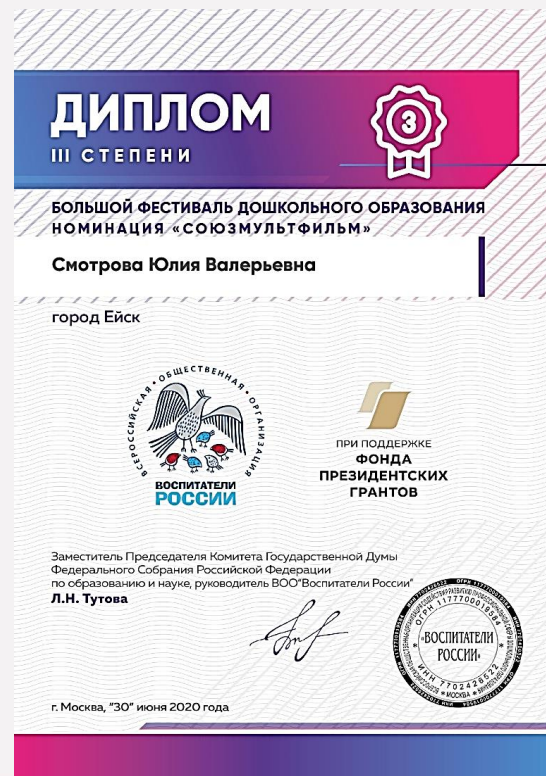 ДИПЛОМ
III СТЕПЕНИ
3
БОЛЬШОЙ ФЕСТИВАЛЬ ДОШКОЛЬНОГО ОБРАЗОВАНИЯ
НОМИНАЦИЯ «СОЮЗМУЛЬТФИЛЬМ»
Смотрова Юлия Валерьевна
город Ейск
ВСЕРОССИЙСКАЯ • ОБЩЕСТВЕННАЯ • ОРГАНИЗАЦИЯ
ВОСПИТАТЕЛИ
РОССИИ
ПРИ ПОДДЕРЖКЕ
ФОНДА
ПРЕЗИДЕНТСКИХ
ГРАНТОВ
Заместитель Председателя Комитета Государственной Думы
Федерального Собрания Российской Федерации
по образованию и науке, руководитель ВОО"Воспитатели России"
Л.Н. Тутова
ОГРН 1177700019584
«ВОСПИТАТЕЛИ
РОССИИ»
ИНН 7702426522
* МОСКВА *
г. Москва, "30" июня 2020 года